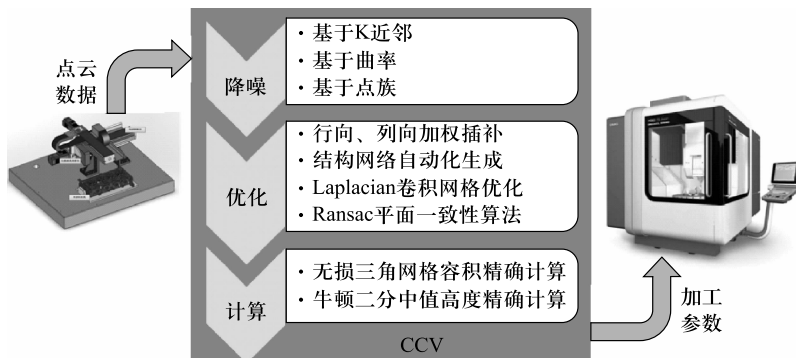 点云
数据
降噪
· 基于K近邻
· 基于曲率
· 基于点族
优化
· 行向、列向加权插补
· 结构网络自动化生成
· Laplacian卷积网格优化
· Ransac平面一致性算法
计算
· 无损三角网格容积精确计算
· 牛顿二分中值高度精确计算
CCV
加工
参数